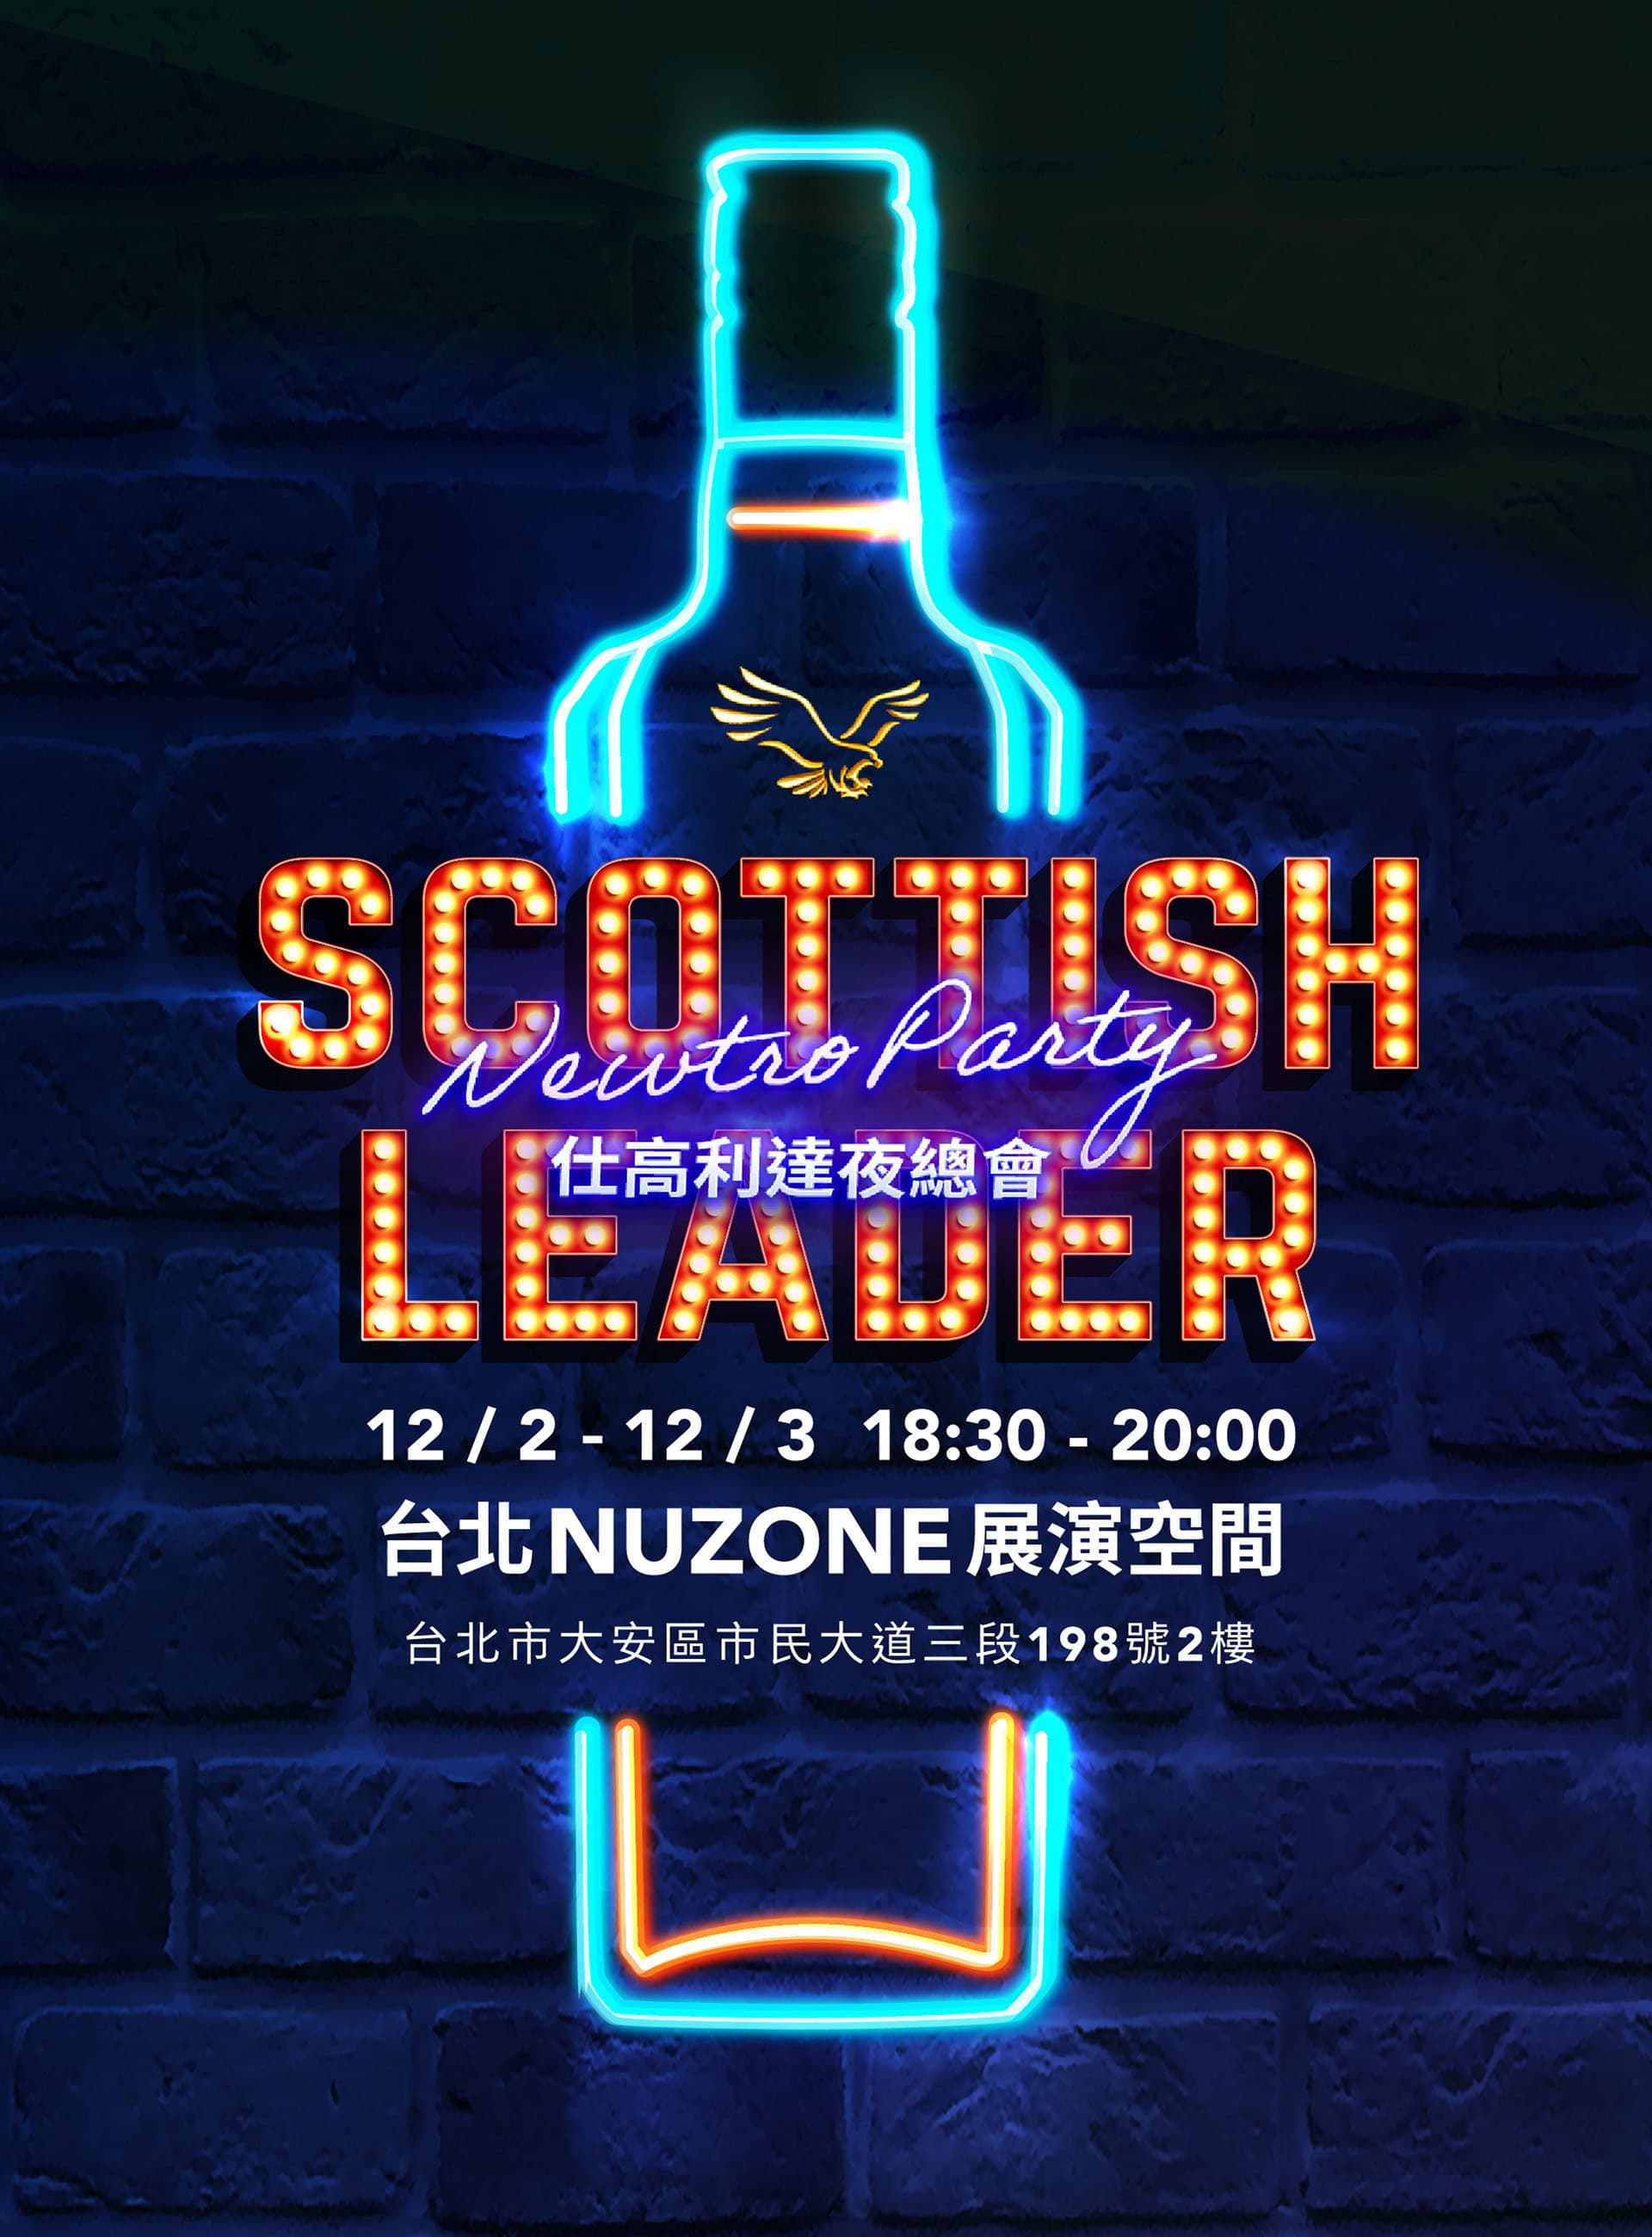 SCOTTISH
Newtro Party
仕高利達夜總會
LEADER
12 / 2 - 12 / 3 18:30 - 20:00
台北NUZONE展演空間
台北市大安區市民大道三段198號2樓